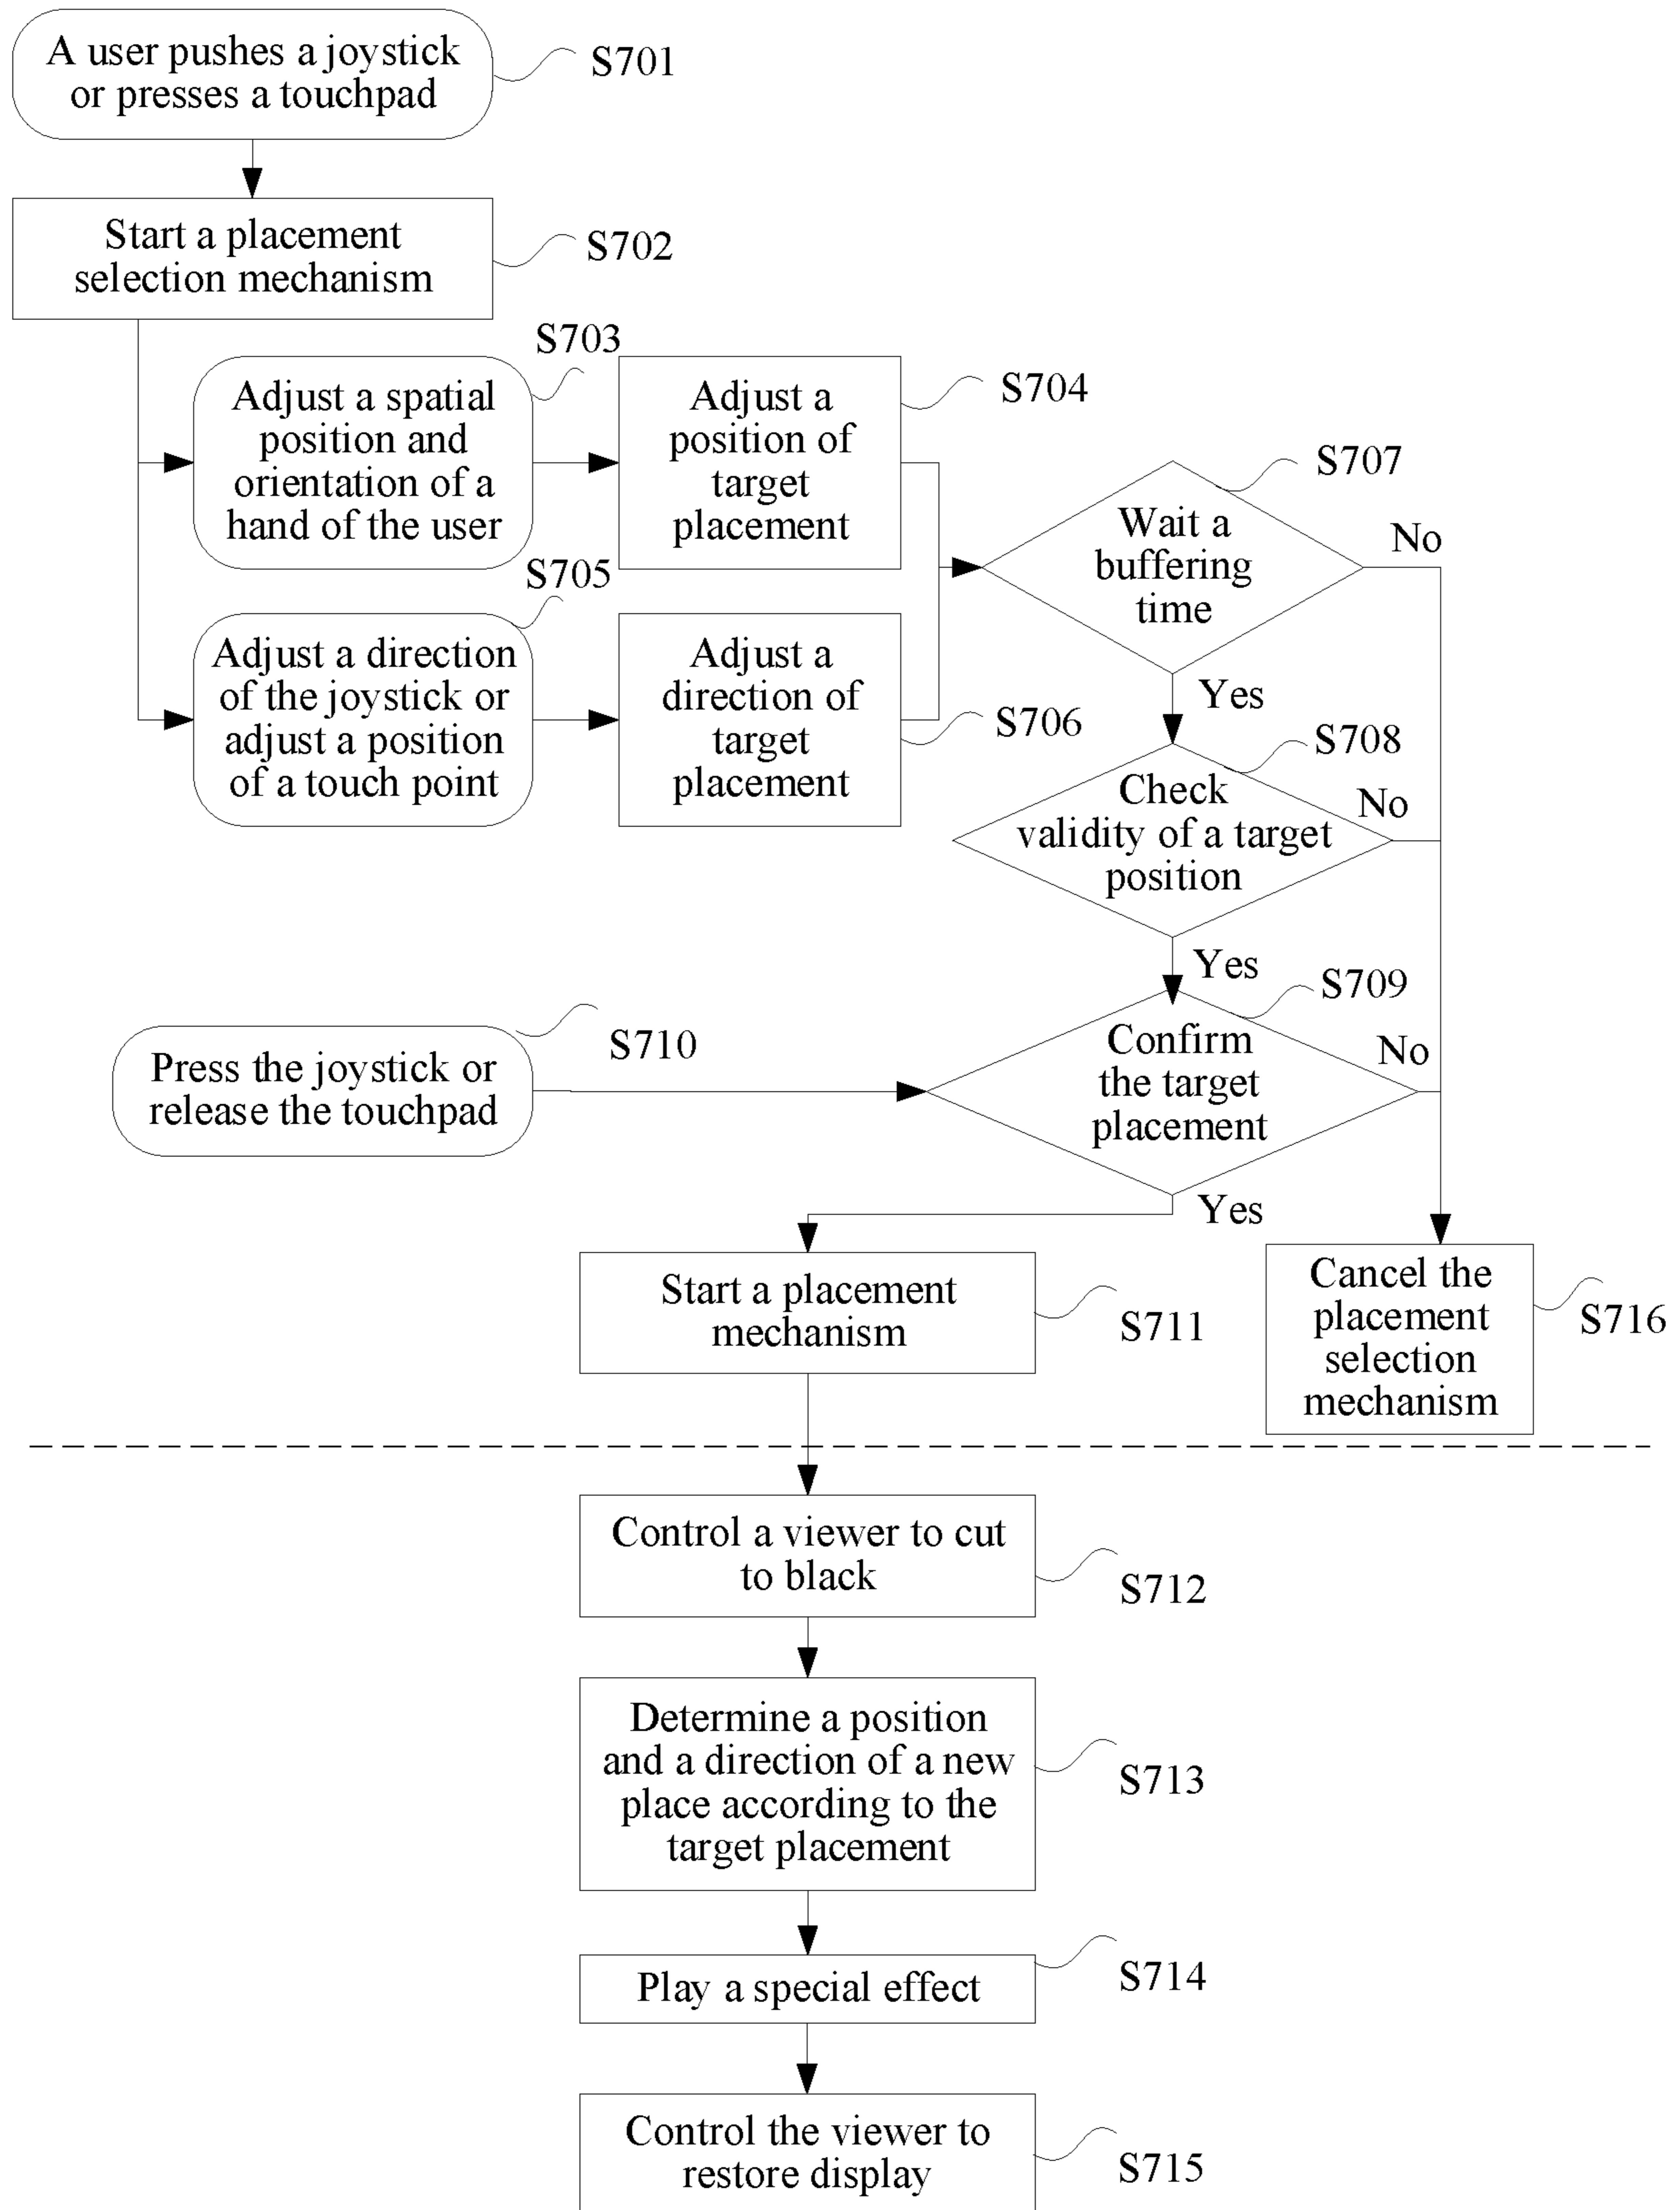 A user pushes a joystick
or presses a touchpad
S701
Start a placement
selection mechanism
S702
S703
Adjust a spatial
position and
orientation of a
hand of the user
Adjust a
position of
target
placement
S704
S705
Adjust a direction
of the joystick or
adjust a position
of a touch point
Adjust a
direction of
target
placement
S706
S707
Wait a
buffering
time
No
Yes
S708
Check
validity of a target
position
No
Yes
S709
Confirm
the target
placement
No
S710
Press the joystick or
release the touchpad
Yes
Start a placement
mechanism
S711
Cancel the
placement
selection
mechanism
S716
Control a viewer to cut
to black
S712
Determine a position
and a direction of a new
place according to the
target placement
S713
Play a special effect
S714
Control the viewer to
restore display
S715